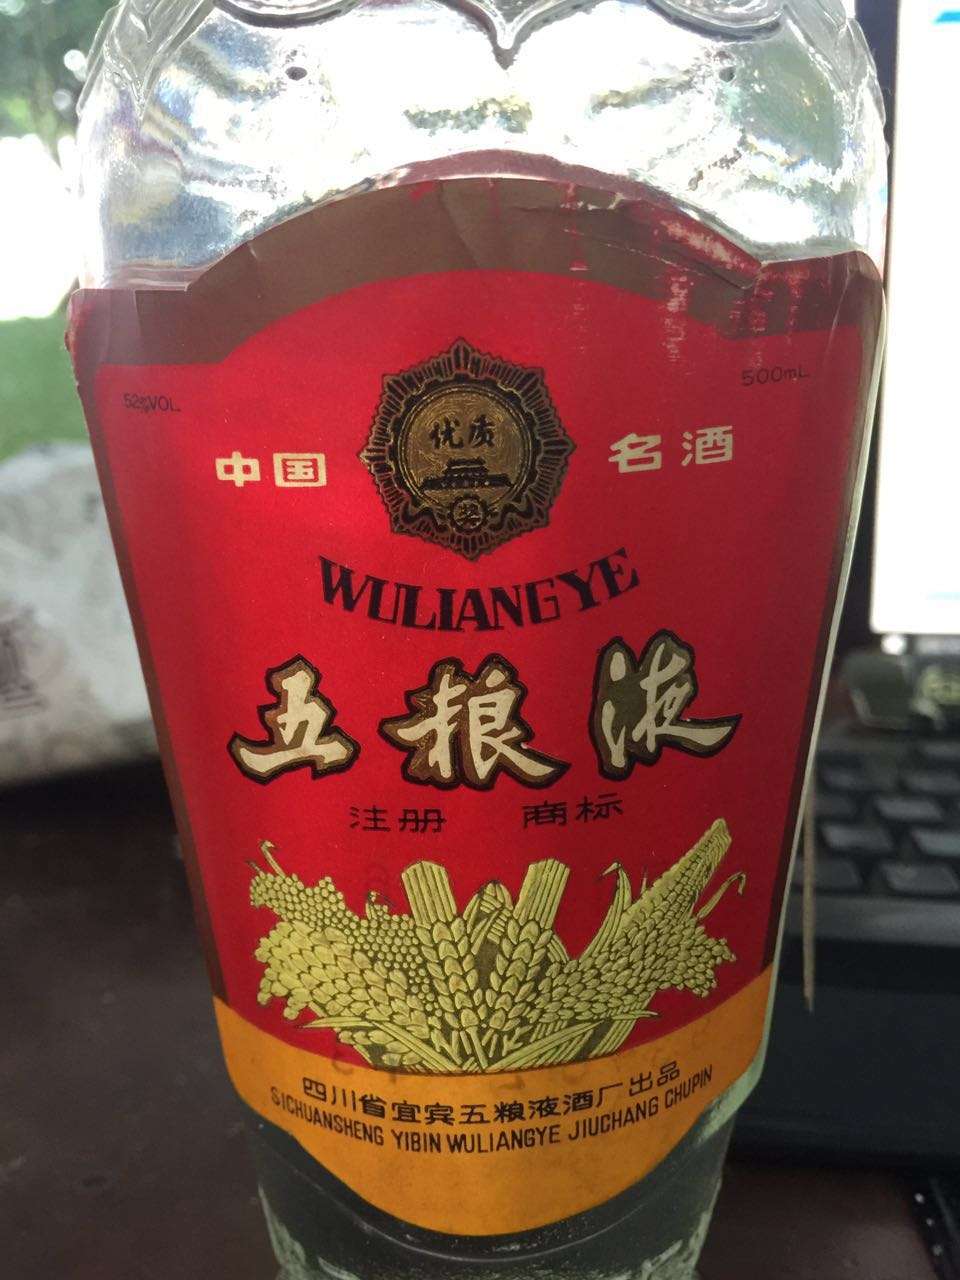 52%VOL
500mL
中国
优质
奖
名酒
WULIANGYE
五粮液
注册 商标
四川省宜宾五粮液酒厂出品
SICHUANSHENG YIBIN WULIANGYE JIUCHANG CHUPIN